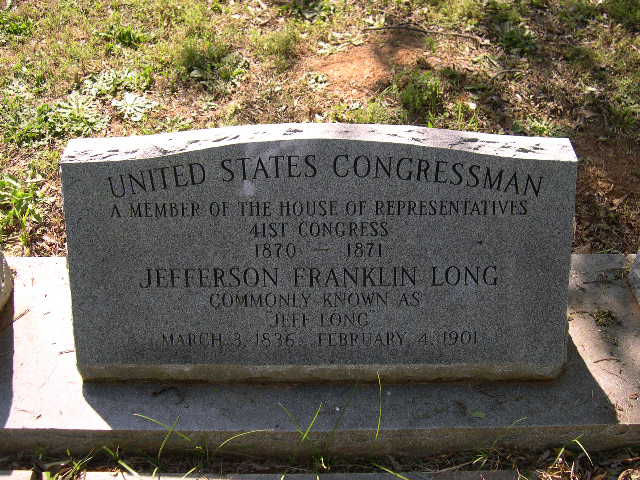 UNITED STATES CONGRESSMAN
A MEMBER OF THE HOUSE OF REPRESENTATIVES
41ST CONGRESS
1870 — 1871
JEFFERSON FRANKLIN LONG
COMMONLY KNOWN AS
"JEFF LONG"
MARCH 3, 1836 FEBRUARY 4, 1901